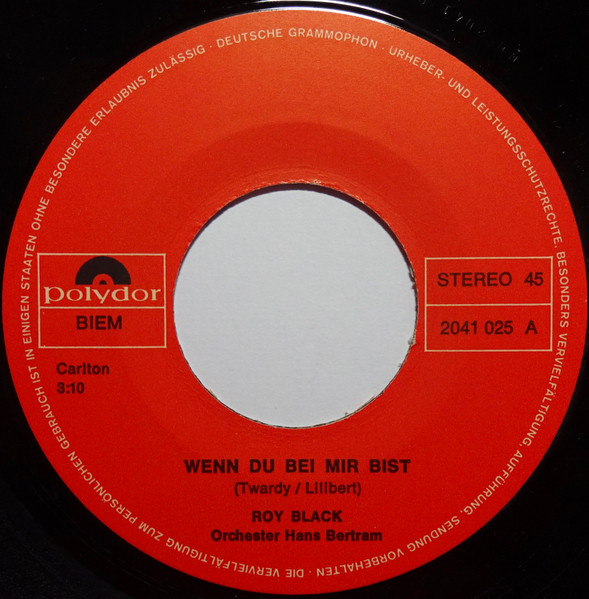 DEUTSCHE GRAMMOPHON · URHEBER- UND LEISTUNGSSCHUTZRECHTE, BESONDERS VERVIELFÄLTIGUNG, AUFFÜHRUNG, SENDUNG VORBEHALTEN · DIE VERVIELFÄLTIGUNG ZUM PERSÖNLICHEN GEBRAUCH IST IN EINIGEN STAATEN OHNE BESONDERE ERLAUBNIS ZULÄSSIG ·
polydor
BIEM
STEREO 45
2041 025 A
Carlton
3:10
WENN DU BEI MIR BIST
(Twardy / Lilibert)
ROY BLACK
Orchester Hans Bertram